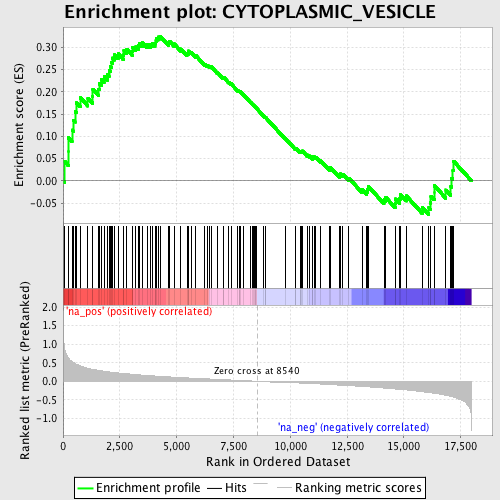 Enrichment plot: CYTOPLASMIC_VESICLE
Enrichment score (ES)
0.30
0.25
0.20
0.15
0.10
0.05
0.00
-0.05
Ranked list metric (PreRanked)
2.0
1.5
1.0
0.5
0.0
-0.5
-1.0
'na_pos' (positively correlated)
Zero cross at 8540
'na_neg' (negatively correlated)
0
2,500
5,000
7,500
10,000
12,500
15,000
17,500
Rank in Ordered Dataset
Enrichment profile
Hits
Ranking metric scores